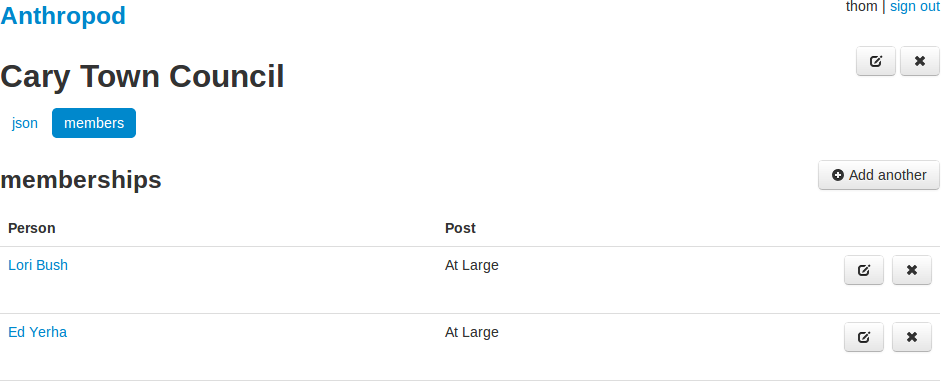 Anthropod
thom | sign out
Cary Town Council
json members
memberships
Add another
Person Post
Lori Bush At Large
Ed Yerha At Large